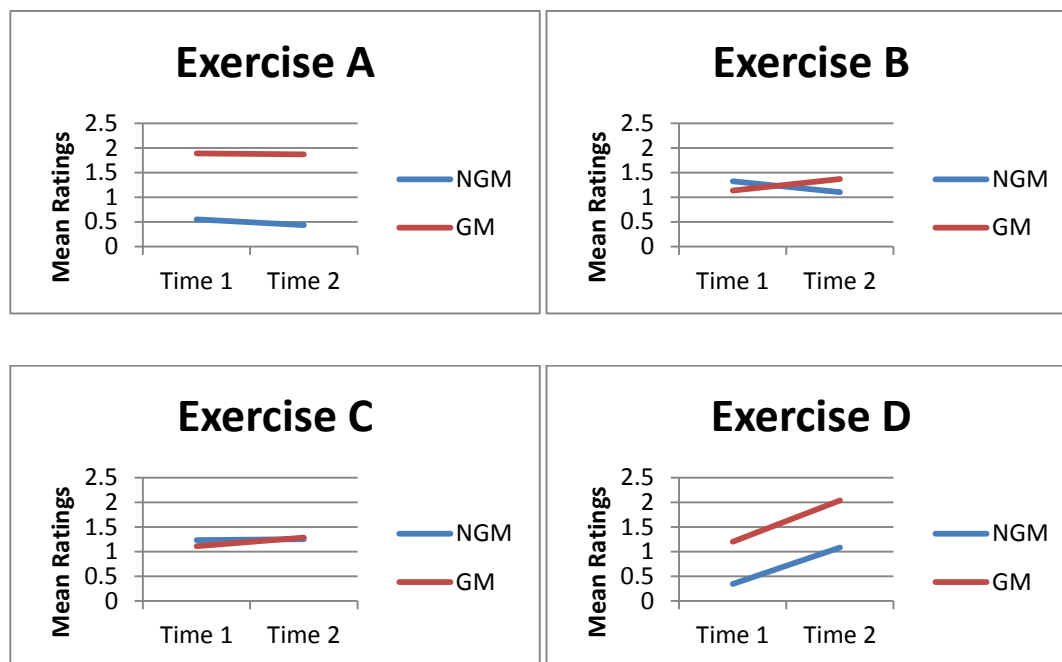 Exercise A
Mean Ratings
2.5
2
1.5
1
0.5
0
Time 1 Time 2
NGM
GM
Exercise B
Mean Ratings
2.5
2
1.5
1
0.5
0
Time 1 Time 2
NGM
GM
Exercise C
Mean Ratings
2.5
2
1.5
1
0.5
0
Time 1 Time 2
NGM
GM
Exercise D
Mean Ratings
2.5
2
1.5
1
0.5
0
Time 1 Time 2
NGM
GM